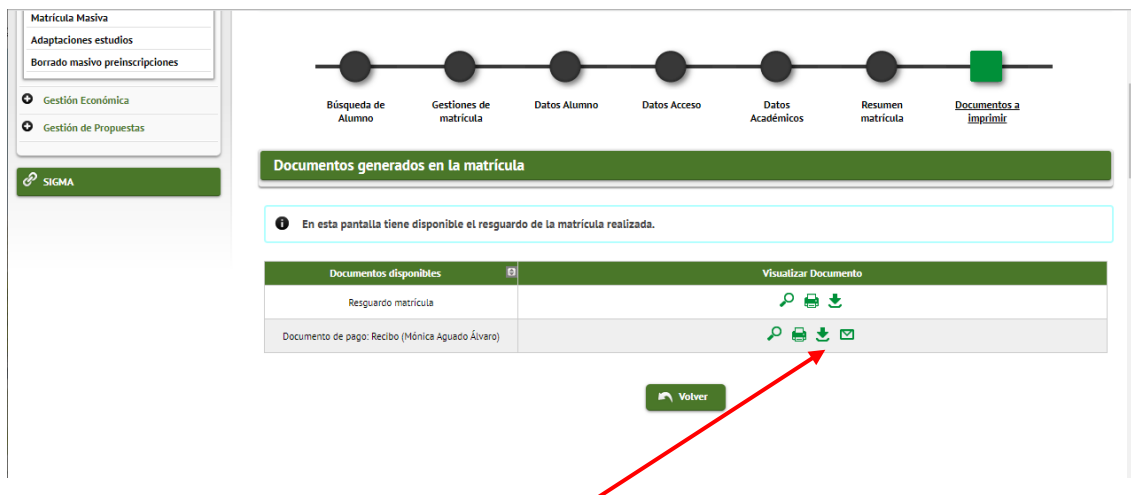 Matrícula Masiva
Adaptaciones estudios
Borrado masivo preinscripciones
Gestión Económica
Gestión de Propuestas
SIGMA
Búsqueda de
Alumno
Gestiones de
matrícula
Datos Alumno
Datos Acceso
Datos
Académicos
Resumen
matrícula
Documentos a
imprimir
Documentos generados en la matrícula
En esta pantalla tiene disponible el resguardo de la matrícula realizada.
Documentos disponibles
Visualizar Documento
Resguardo matrícula
Documento de pago: Recibo (Mónica Aguado Álvaro)
Volver